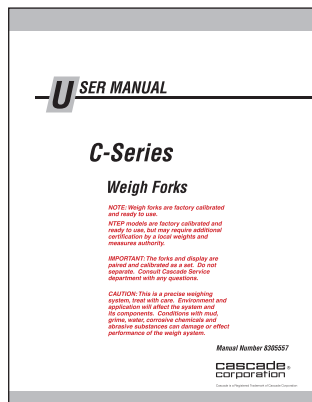 USER MANUAL
C-Series
Weigh Forks
NOTE: Weigh forks are factory calibrated
and ready to use.
NTEP models are factory calibrated and
ready to use, but may require additional
certification by a local weights and
measures authority.
IMPORTANT: The forks and display are
paired and calibrated as a set. Do not
separate. Consult Cascade Service
department with any questions.
CAUTION: This is a precise weighing
system, treat with care. Environment and
application will affect the system and
its components. Conditions with mud,
grime, water, corrosive chemicals and
abrasive substances can damage or effect
performance of the weigh system.
Manual Number 8305557
cascade®
corporation
Cascade is a Registered Trademark of Cascade Corporation